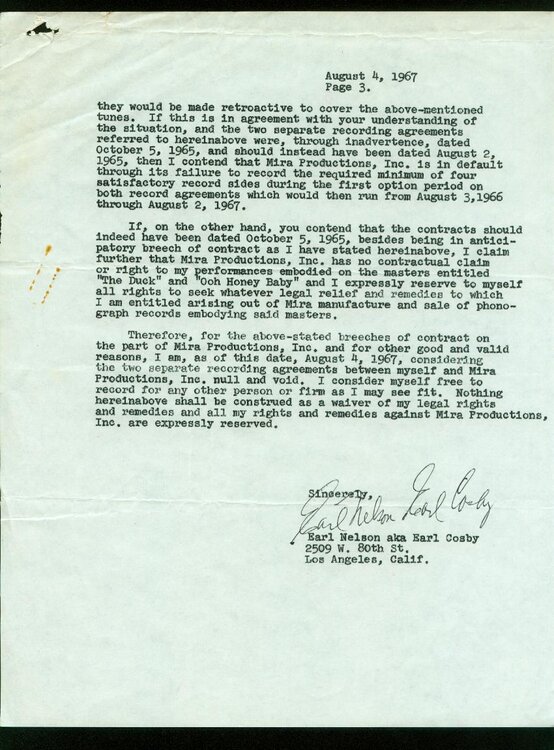 August 4, 1967
Page 3.
they would be made retroactive to cover the above-mentioned
tunes. If this is in agreement with your understanding of
the situation, and the two separate recording agreements
referred to hereinabove were, through inadvertence, dated
October 5, 1965, and should instead have been dated August 2,
1965, then I contend that Mira Productions, Inc. is in default
through its failure to record the required minimum of four
satisfactory record sides during the first option period on
both record agreements which would then run from August 3,1966
through August 2, 1967.
If, on the other hand, you contend that the contracts should
indeed have been dated October 5, 1965, besides being in antici-
patory breech of contract as I have stated hereinabove, I claim
further that Mira Productions, Inc. has no contractual claim
or right to my performances embodied on the masters entitled
"The Duck" and "Ooh Honey Baby" and I expressly reserve to myself
all rights to seek whatever legal relief and remedies to which
I am entitled arising out of Mira manufacture and sale of phono-
graph records embodying said masters.
Therefore, for the above-stated breeches of contract on
the part of Mira Productions, Inc. and for other good and valid
reasons, I am, as of this date, August 4, 1967, considering
the two separate recording agreements between myself and Mira
Productions, Inc. null and void. I consider myself free to
record for any other person or firm as I may see fit. Nothing
hereinabove shall be construed as a waiver of my legal rights
and remedies and all my rights and remedies against Mira Productions,
Inc. are expressly reserved.
Sincerely,
Earl Nelson Earl Cosby
Earl Nelson aka Earl Cosby
2509 W. 80th St.
Los Angeles, Calif.